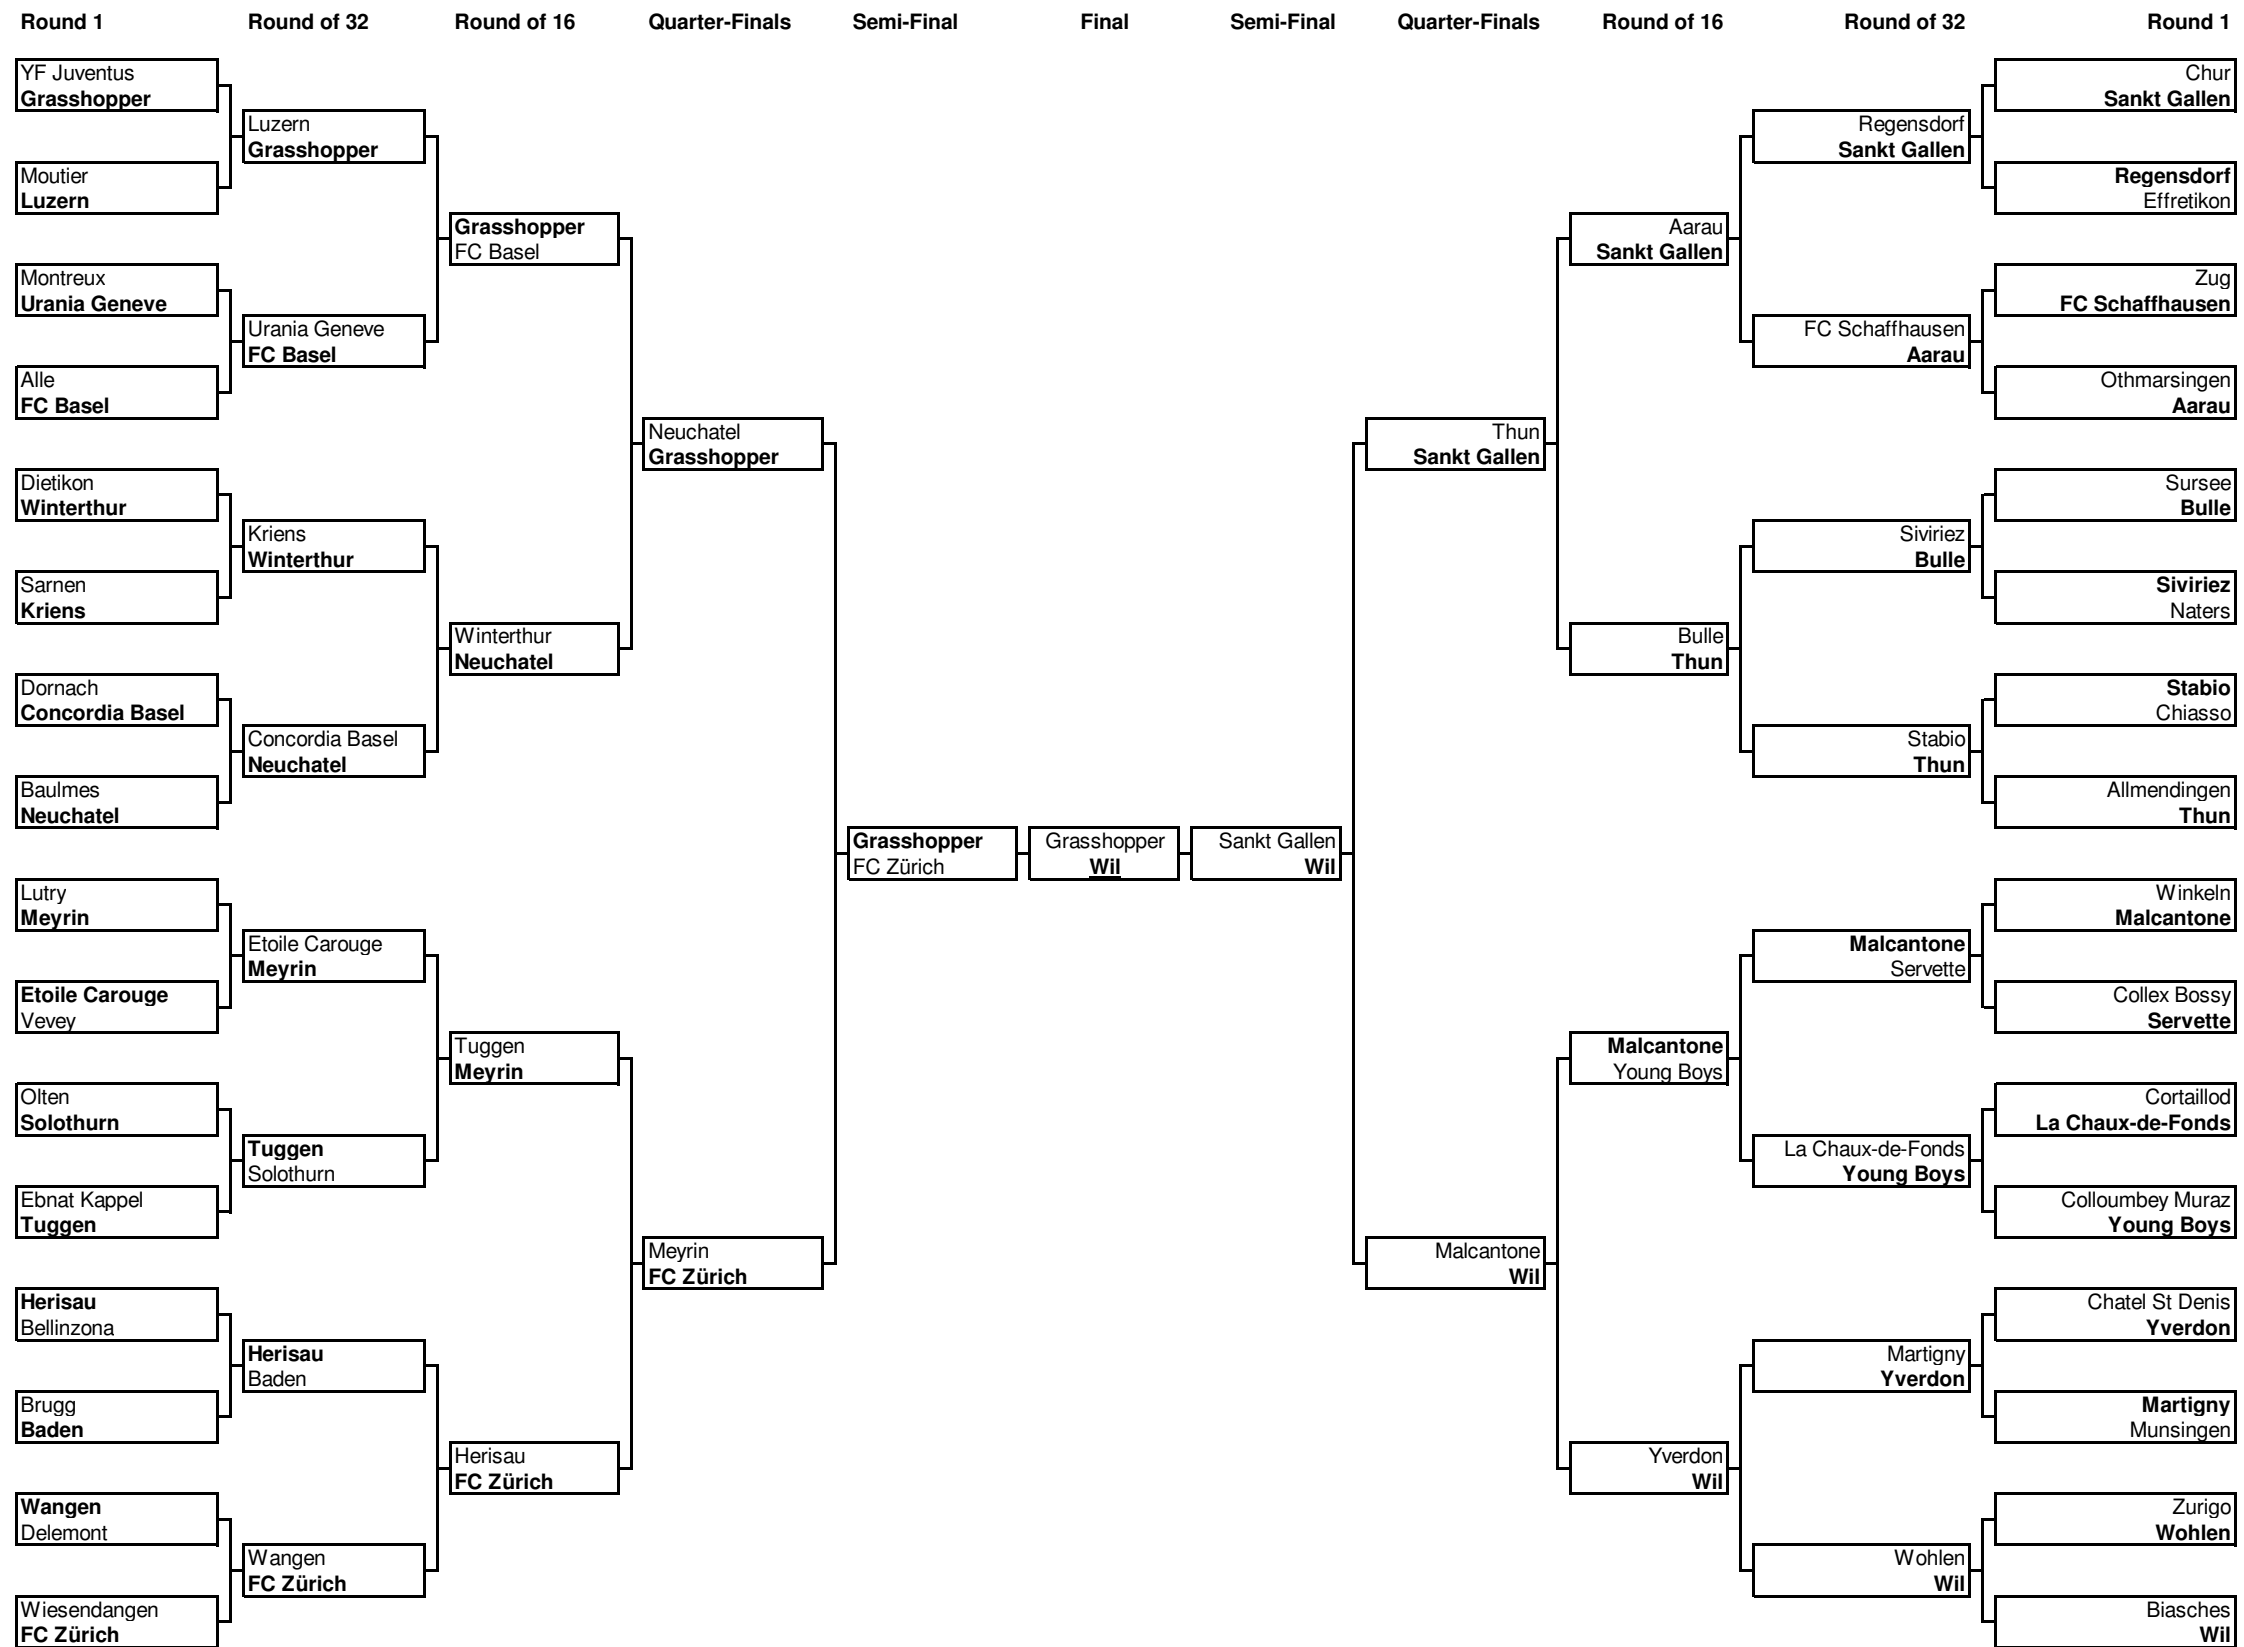 Round 1
Round of 32
Round of 16
Quarter-Finals
Semi-Final
Final
Semi-Final
Quarter-Finals
Round of 16
Round of 32
Round 1
YF Juventus
Grasshopper
Moutier
Luzern
Montreux
Urania Geneve
Alle
FC Basel
Dietikon
Winterthur
Sarnen
Kriens
Dornach
Concordia Basel
Baulmes
Neuchatel
Lutry
Meyrin
Etoile Carouge
Vevey
Olten
Solothurn
Ebnat Kappel
Tuggen
Herisau
Bellinzona
Brugg
Baden
Wangen
Delemont
Wiesendangen
FC Zürich
Luzern
Grasshopper
Urania Geneve
FC Basel
Kriens
Winterthur
Concordia Basel
Neuchatel
Etoile Carouge
Meyrin
Tuggen
Solothurn
Herisau
Baden
Wangen
FC Zürich
Grasshopper
FC Basel
Winterthur
Neuchatel
Tuggen
Meyrin
Herisau
FC Zürich
Neuchatel
Grasshopper
Meyrin
FC Zürich
Grasshopper
FC Zürich
Grasshopper
Wil
Sankt Gallen
Wil
Thun
Sankt Gallen
Malcantone
Wil
Aarau
Sankt Gallen
Bulle
Thun
Malcantone
Young Boys
Yverdon
Wil
Regensdorf
Sankt Gallen
FC Schaffhausen
Aarau
Siviriez
Bulle
Stabio
Thun
Malcantone
Servette
La Chaux-de-Fonds
Young Boys
Martigny
Yverdon
Wohlen
Wil
Chur
Sankt Gallen
Regensdorf
Effretikon
Zug
FC Schaffhausen
Othmarsingen
Aarau
Sursee
Bulle
Siviriez
Naters
Stabio
Chiasso
Allmendingen
Thun
Winkeln
Malcantone
Collex Bossy
Servette
Cortaillod
La Chaux-de-Fonds
Colloumbey Muraz
Young Boys
Chatel St Denis
Yverdon
Martigny
Munsingen
Zurigo
Wohlen
Biasches
Wil